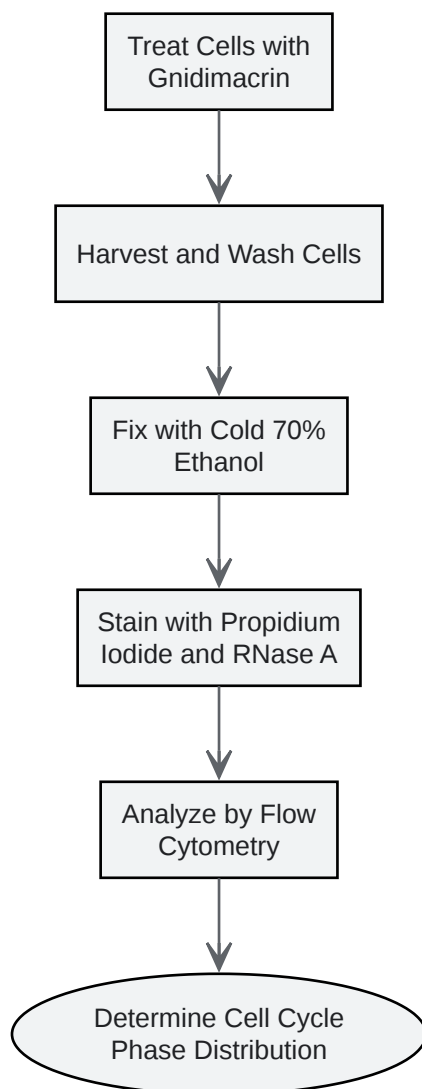 Treat Cells with
Gnidimacrin
Harvest and Wash Cells
Fix with Cold 70%
Ethanol
Stain with Propidium
Iodide and RNase A
Analyze by Flow
Cytometry
Determine Cell Cycle
Phase Distribution